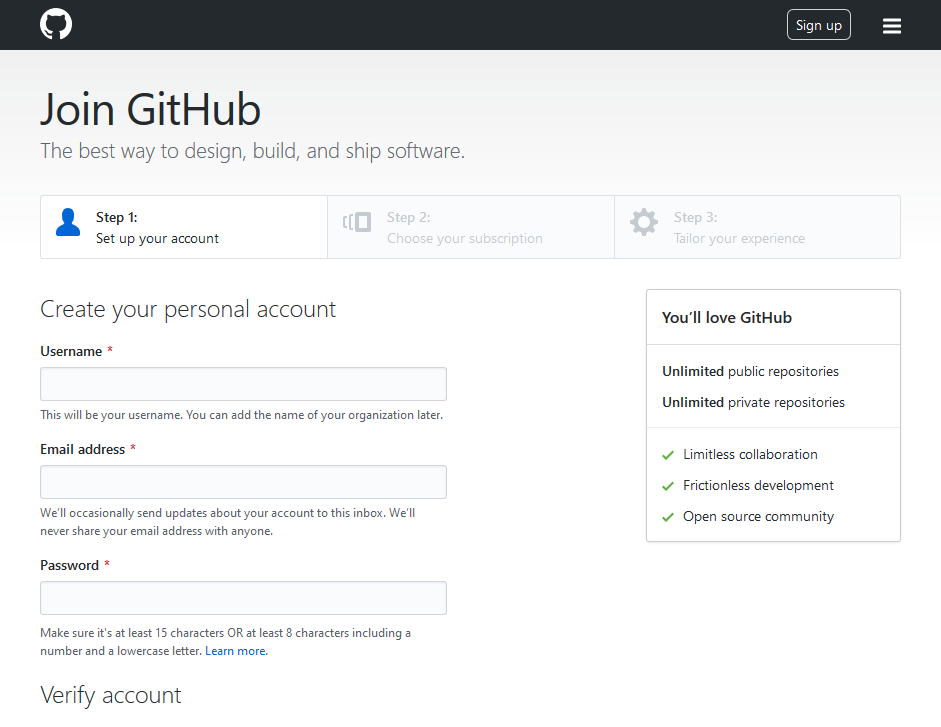 Sign up
Join GitHub
The best way to design, build, and ship software.
Step 1:
Set up your account
Step 2:
Choose your subscription
Step 3:
Tailor your experience
Create your personal account
Username *
This will be your username. You can add the name of your organization later.
Email address *
We’ll occasionally send updates about your account to this inbox. We’ll
never share your email address with anyone.
Password *
Make sure it's at least 15 characters OR at least 8 characters including a
number and a lowercase letter. Learn more.
Verify account
You’ll love GitHub
Unlimited public repositories
Unlimited private repositories
Limitless collaboration
Frictionless development
Open source community